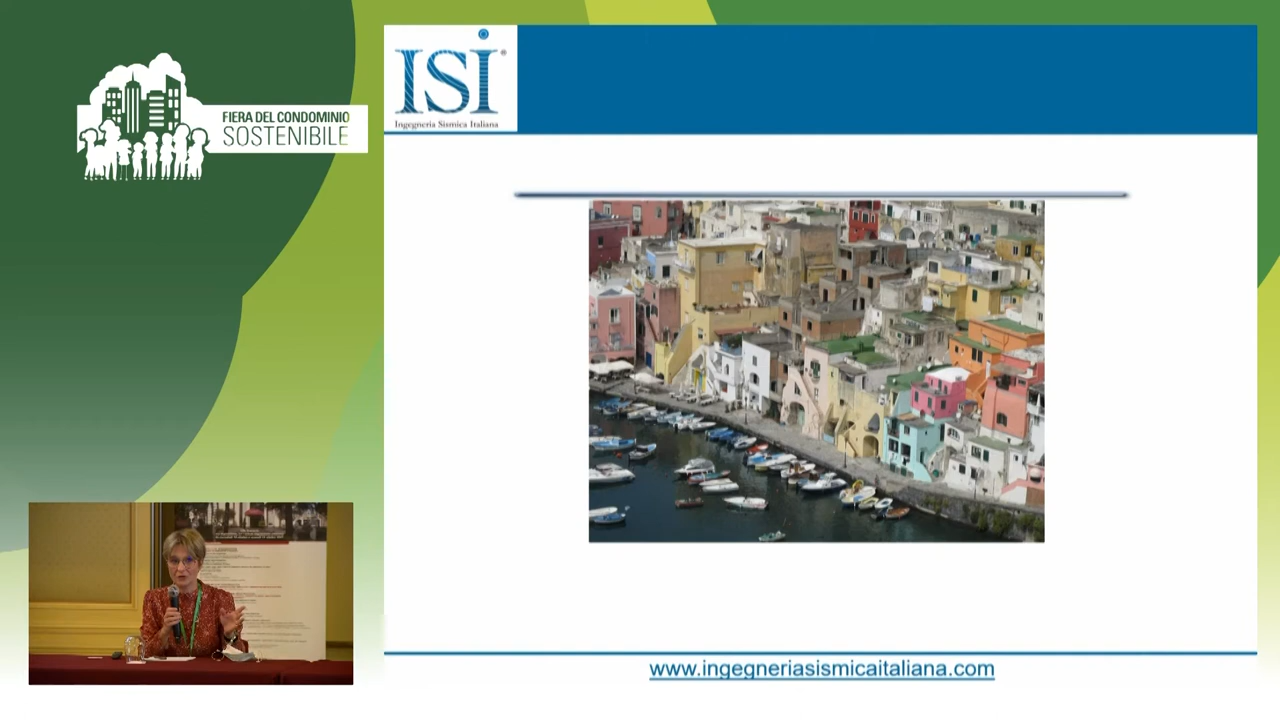 FIERA DEL CONDOMINIO
SOSTENIBILE
ISI®
Ingegneria Sismica Italiana
www.ingegneriasismicaitaliana.com